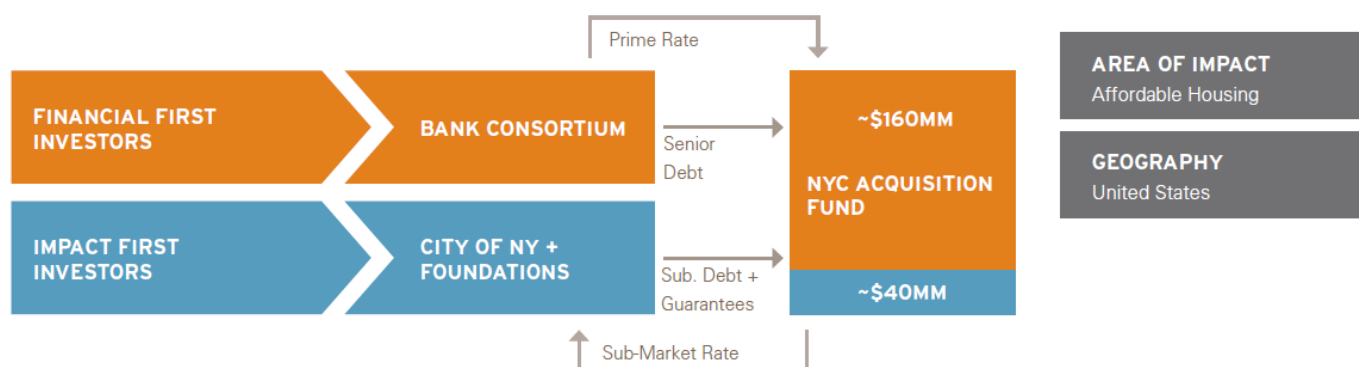 Prime Rate
FINANCIAL FIRST
INVESTORS
BANK CONSORTIUM
Senior
Debt
~$160MM
NYC ACQUISITION
FUND
AREA OF IMPACT
Affordable Housing
GEOGRAPHY
United States
IMPACT FIRST
INVESTORS
CITY OF NY +
FOUNDATIONS
Sub. Debt +
Guarantees
~$40MM
Sub-Market Rate